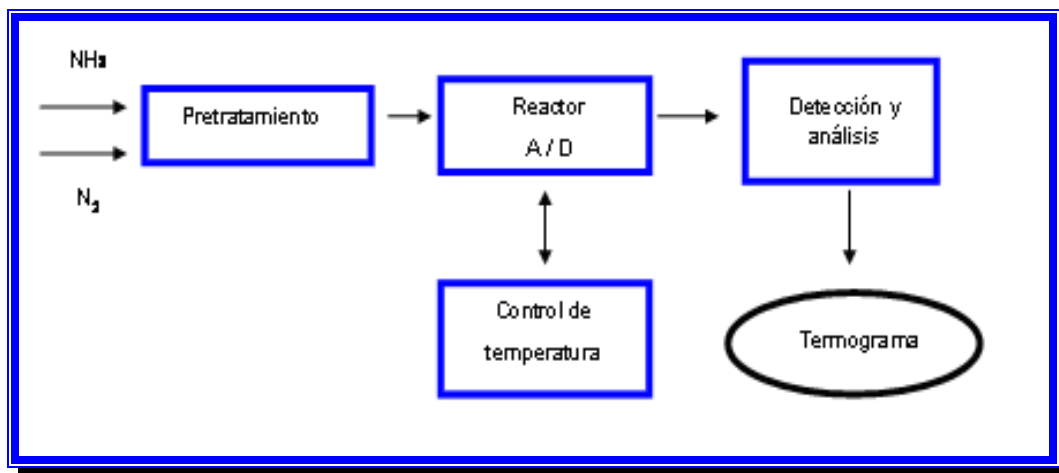 NH₃
Pretratamiento
N₂
Reactor
A / D
Detección y
análisis
Control de
temperatura
Termograma